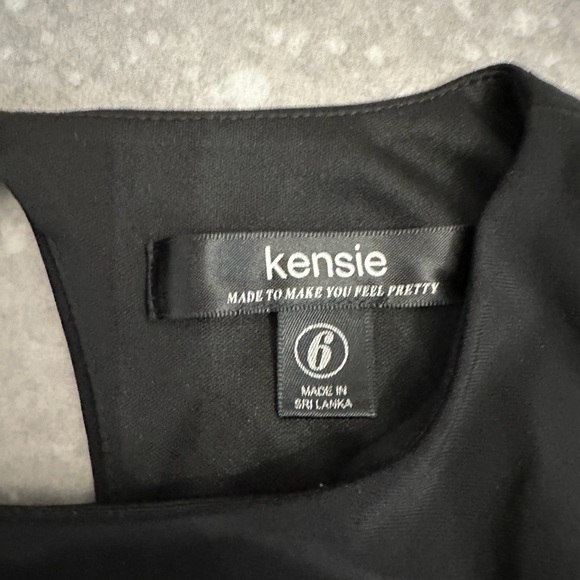 kensie
MADE TO MAKE YOU FEEL PRETTY
6
MADE IN
SRI LANKA